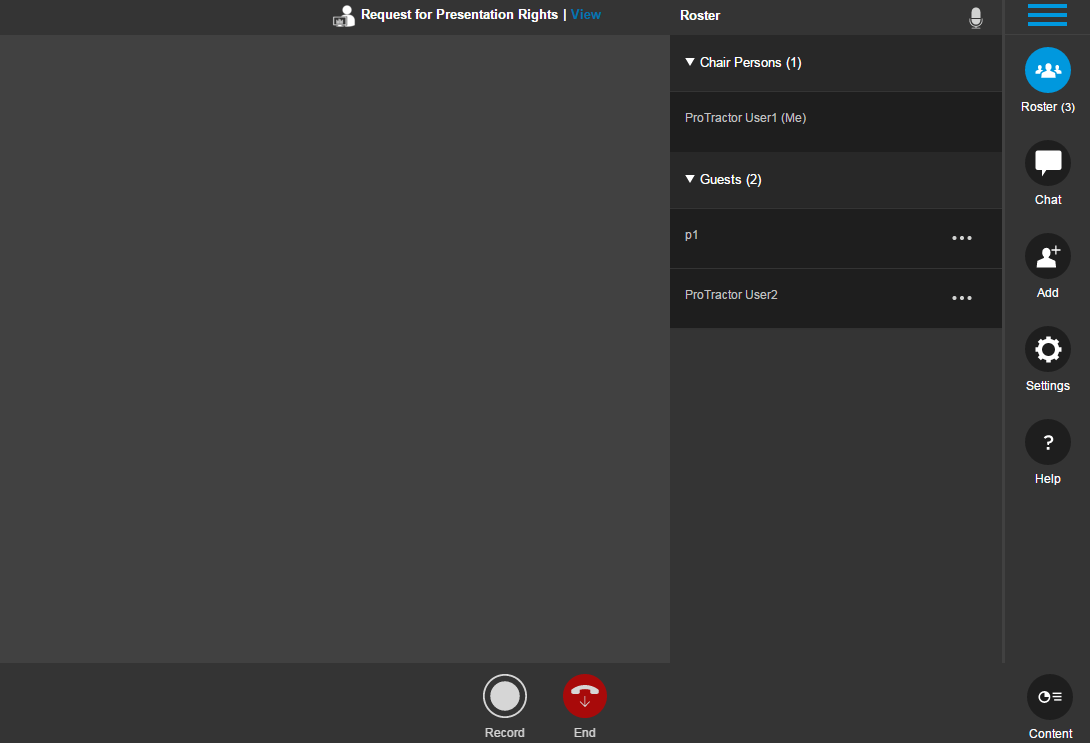 Request for Presentation Rights | View
Roster
Chair Persons (1)
ProTractor User1 (Me)
Guests (2)
p1
ProTractor User2
Roster (3)
Chat
Add
Settings
?
Help
Record
End
Content